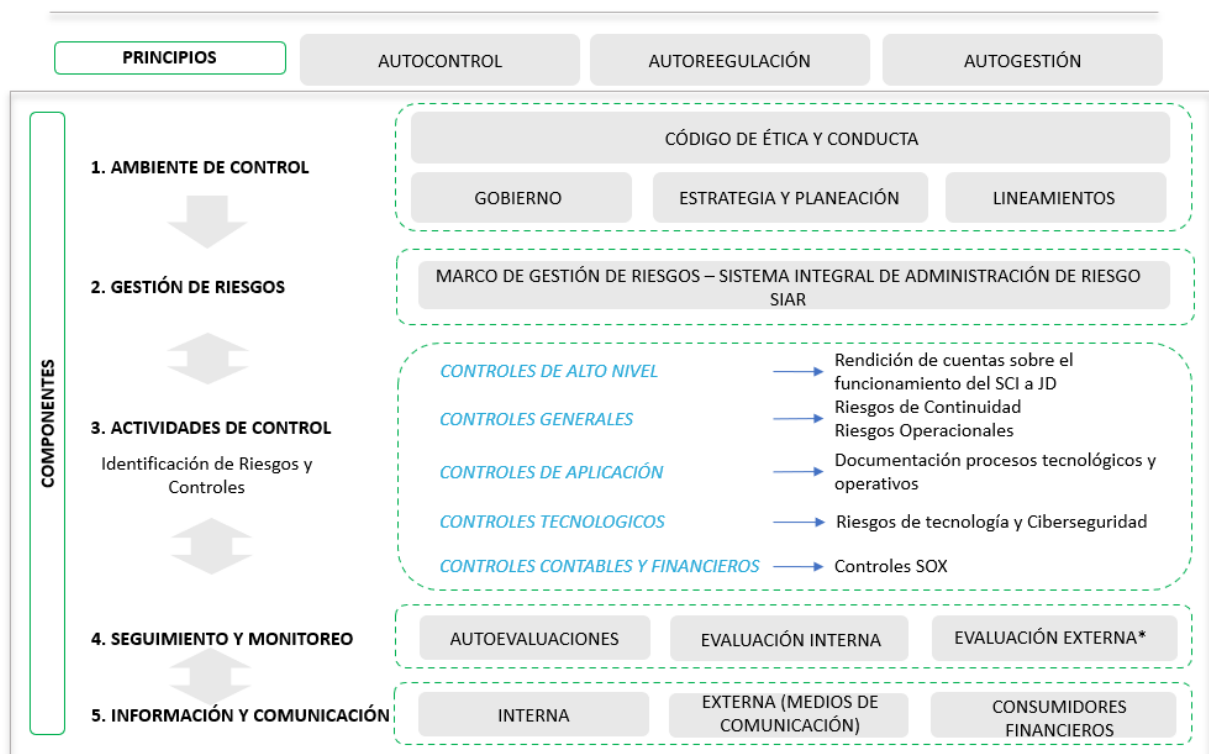 PRINCIPIOS
AUTOCONTROL
AUTOREEGULACIÓN
AUTOGESTIÓN
COMPONENTES
1. AMBIENTE DE CONTROL
CÓDIGO DE ÉTICA Y CONDUCTA
GOBIERNO
ESTRATEGIA Y PLANEACIÓN
LINEAMIENTOS
2. GESTIÓN DE RIESGOS
MARCO DE GESTIÓN DE RIESGOS – SISTEMA INTEGRAL DE ADMINISTRACIÓN DE RIESGO
SIAR
3. ACTIVIDADES DE CONTROL
Identificación de Riesgos y
Controles
CONTROLES DE ALTO NIVEL
Rendición de cuentas sobre el
funcionamiento del SCI a JD
CONTROLES GENERALES
Riesgos de Continuidad
Riesgos Operacionales
CONTROLES DE APLICACIÓN
Documentación procesos tecnológicos y
operativos
CONTROLES TECNOLOGICOS
Riesgos de tecnología y Ciberseguridad
CONTROLES CONTABLES Y FINANCIEROS
Controles SOX
4. SEGUIMIENTO Y MONITOREO
AUTOEVALUACIONES
EVALUACIÓN INTERNA
EVALUACIÓN EXTERNA*
5. INFORMACIÓN Y COMUNICACIÓN
INTERNA
EXTERNA (MEDIOS DE
COMUNICACIÓN)
CONSUMIDORES
FINANCIEROS